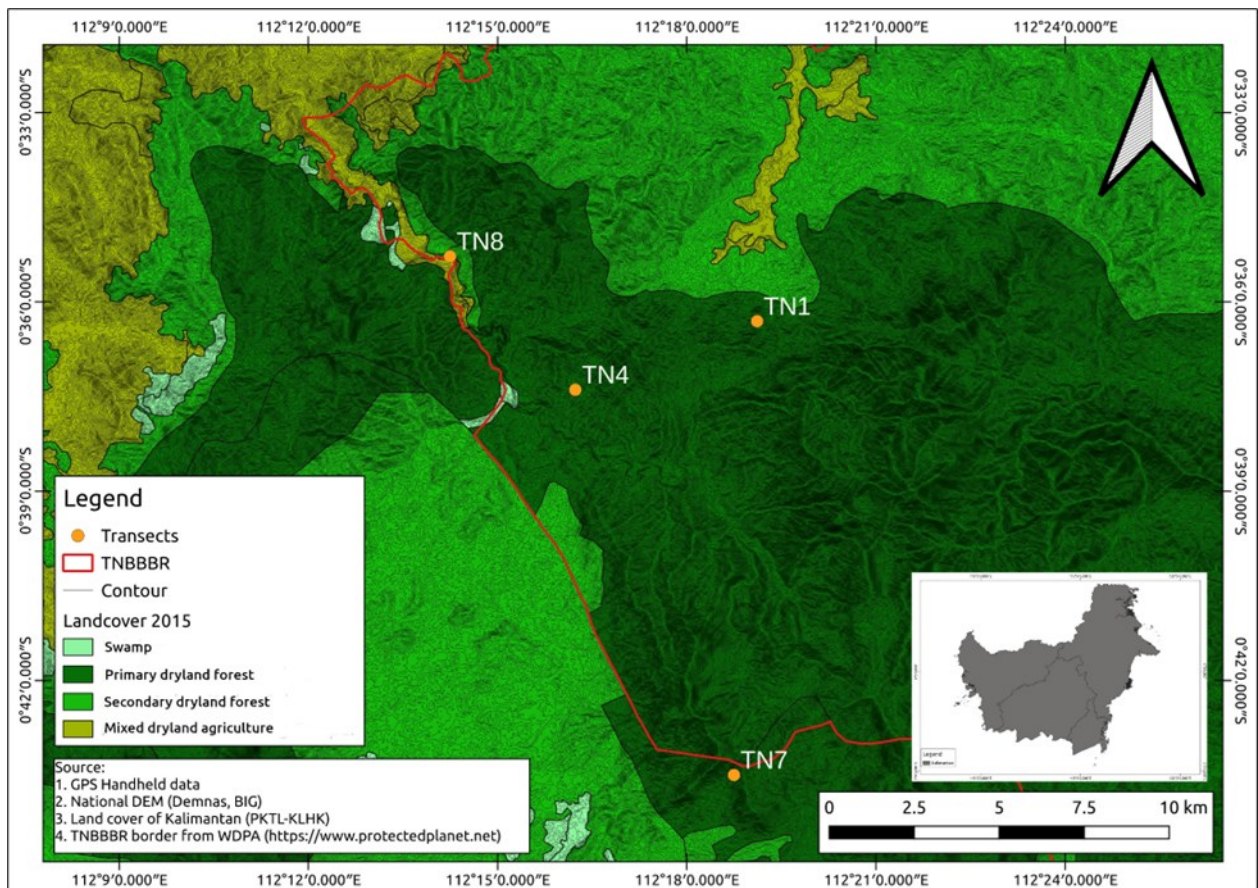 112°9'0.000"E 112°12'0.000"E 112°15'0.000"E 112°18'0.000"E 112°21'0.000"E 112°24'0.000"E
0°33'0.000"S 0°33'0.000"S
TN8
0°36'0.000"S 0°36'0.000"S
TN1
TN4
0°39'0.000"S 0°39'0.000"S
Legend
Transects
TNBBBR
Contour
Landcover 2015
Swamp
Primary dryland forest
Secondary dryland forest
Mixed dryland agriculture
0°42'0.000"S 0°42'0.000"S
Legend
Kalimantan
TN7
Source:
1. GPS Handheld data
2. National DEM (Demnas, BIG)
3. Land cover of Kalimantan (PKTL-KLHK)
4. TNBBBR border from WDPA (https://www.protectedplanet.net)
0 2.5 5 7.5 10 km
112°9'0.000"E 112°12'0.000"E 112°15'0.000"E 112°18'0.000"E 112°21'0.000"E 112°24'0.000"E